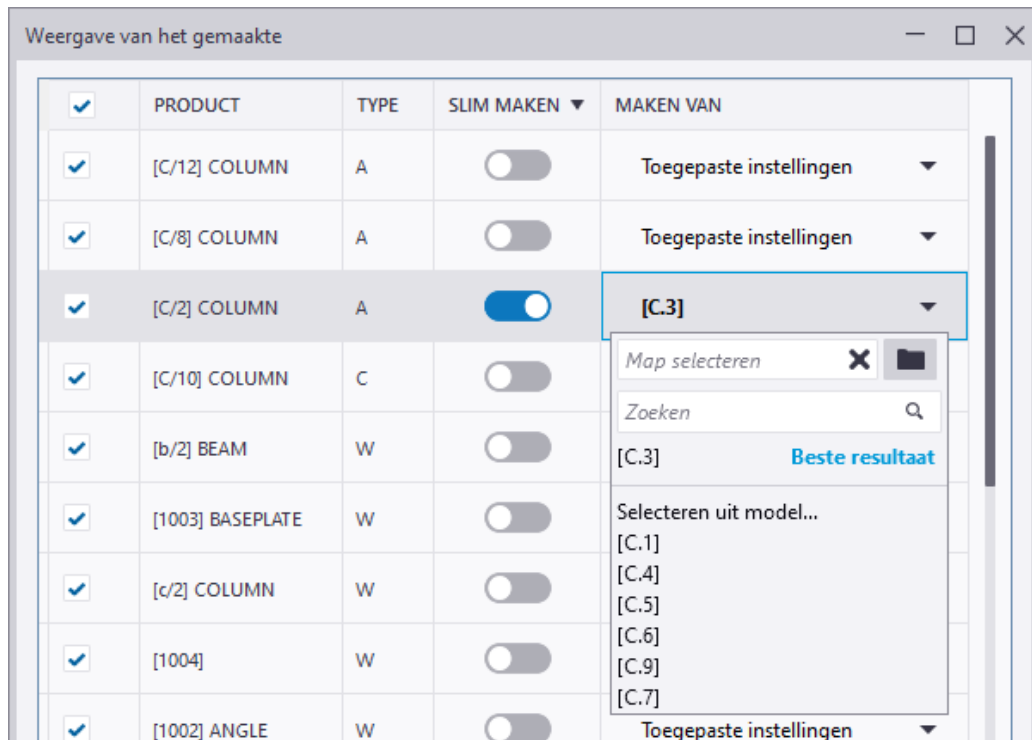 Weergave van het gemaakte
PRODUCT TYPE SLIM MAKEN ▼ MAKEN VAN
[C/12] COLUMN A Toegepaste instellingen
[C/8] COLUMN A Toegepaste instellingen
[C/2] COLUMN A [C.3]
Map selecteren
[C/10] COLUMN C
Zoeken
[b/2] BEAM W
[C.3] Beste resultaat
[1003] BASEPLATE W
Selecteren uit model...
[C.1]
[C.4]
[c/2] COLUMN W
[C.5]
[C.6]
[1004] W
[C.9]
[C.7]
[1002] ANGLE W Toegepaste instellingen